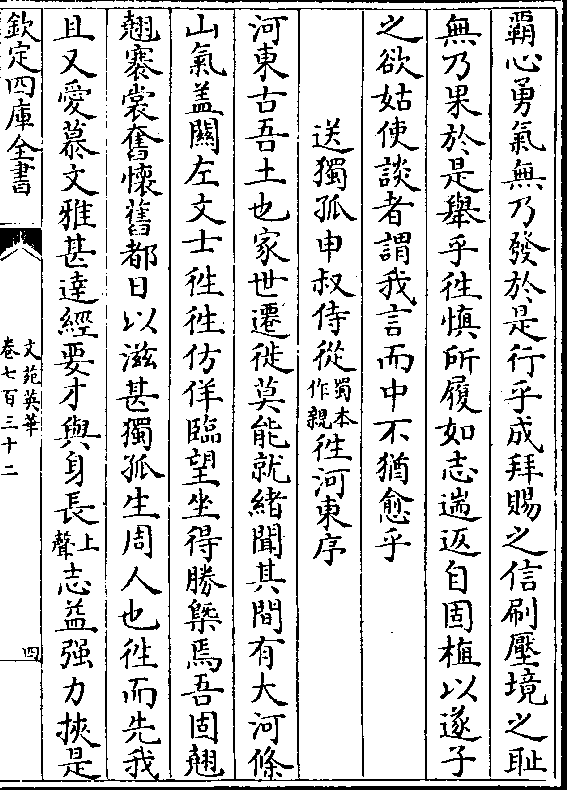 霸心勇氣無乃發於是行乎成拜賜之信刷壓境之耻
無乃果於是舉乎徃慎所履如志遄返自固植以遂子
之欲姑使談者謂我言而中不猶愈乎
送獨孤申叔侍從蜀本作親徃河東序
河東古吾土也家世遷徙莫能就緒聞其間有大河條
山氣盖關左文士徃徃仿佯臨望坐得勝槩焉吾固翹
翹褰裳奮懷舊都日以滋甚獨孤生周人也徃而先我
且又愛慕文雅甚達經要才與身長上聲志益强力挾是
欽定四庫全書
文苑英華
卷七百三十二
四